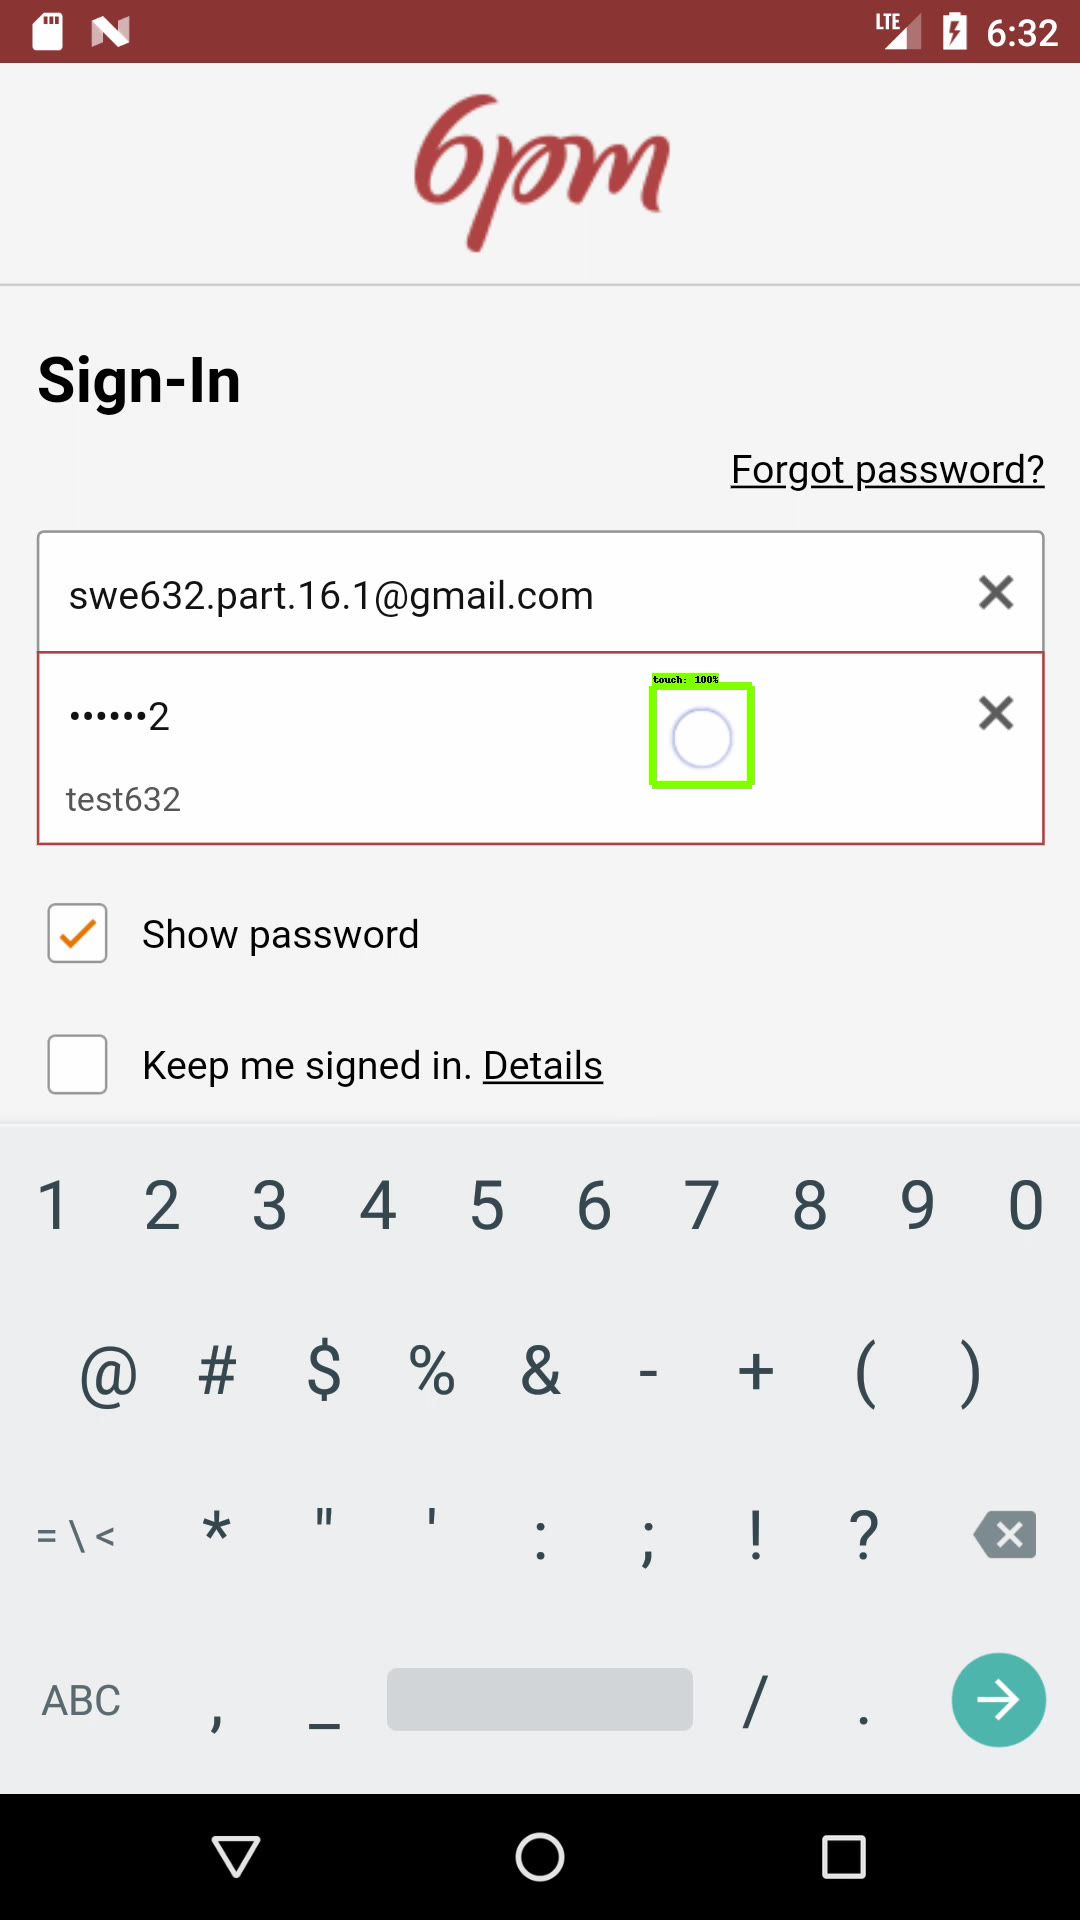 LTE 6:32
6pm
Sign-In
Forgot password?
swe632.part.16.1@gmail.com
touch: 100%
••••••2
test632
Show password
Keep me signed in. Details
1 2 3 4 5 6 7 8 9 0
@ # $ % & - + ( )
= \ < * " ' : ; ! ?
ABC , _ / .